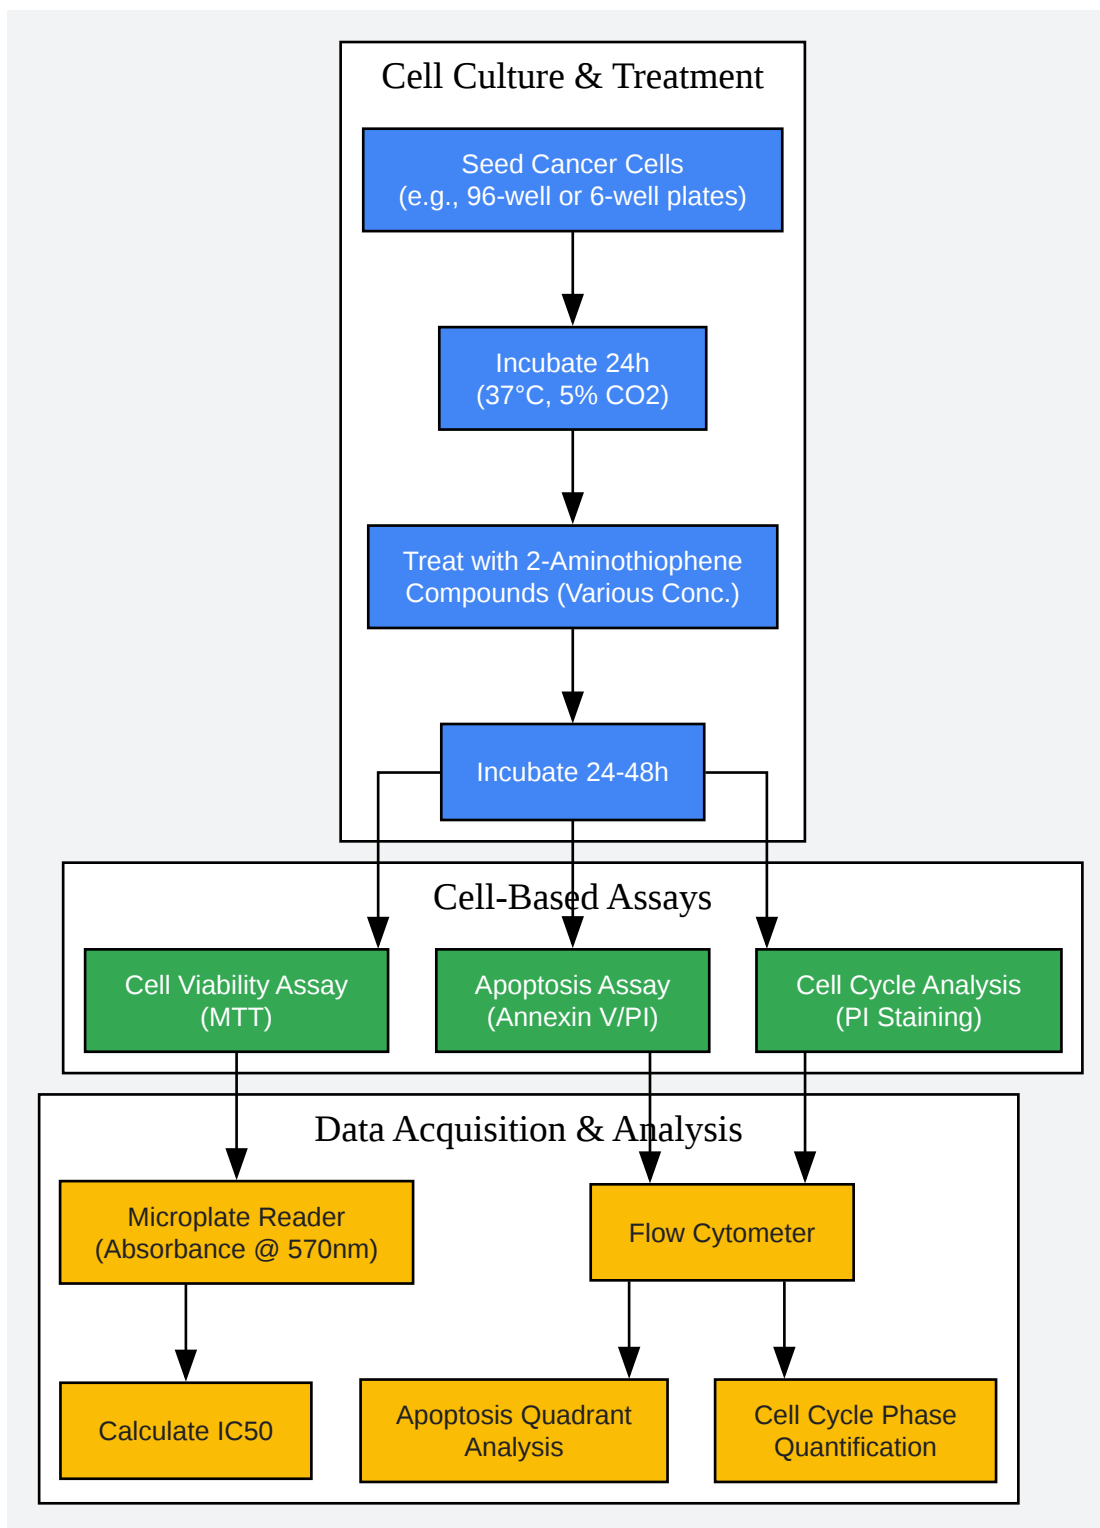 Cell Culture & Treatment
Seed Cancer Cells
(e.g., 96-well or 6-well plates)
Incubate 24h
(37°C, 5% CO2)
Treat with 2-Aminothiophene
Compounds (Various Conc.)
Incubate 24-48h
Cell-Based Assays
Cell Viability Assay
(MTT)
Apoptosis Assay
(Annexin V/PI)
Cell Cycle Analysis
(PI Staining)
Data Acquisition & Analysis
Microplate Reader
(Absorbance @ 570nm)
Flow Cytometer
Calculate IC50
Apoptosis Quadrant
Analysis
Cell Cycle Phase
Quantification